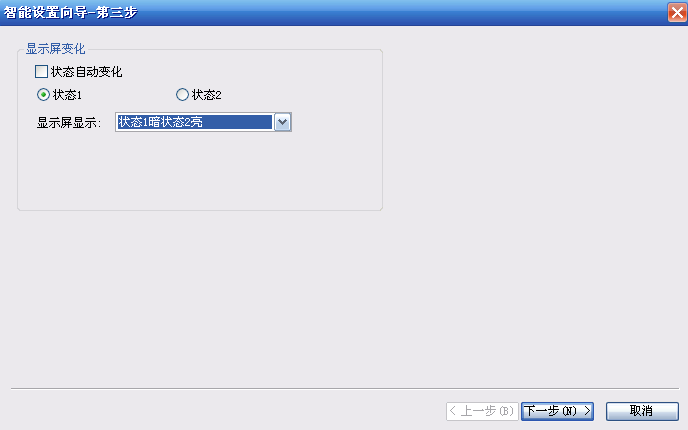 智能设置向导-第三步
显示屏变化
状态自动变化
状态1 状态2
显示屏显示: 状态1暗状态2亮
< 上一步(B) 下一步(N) > 取消